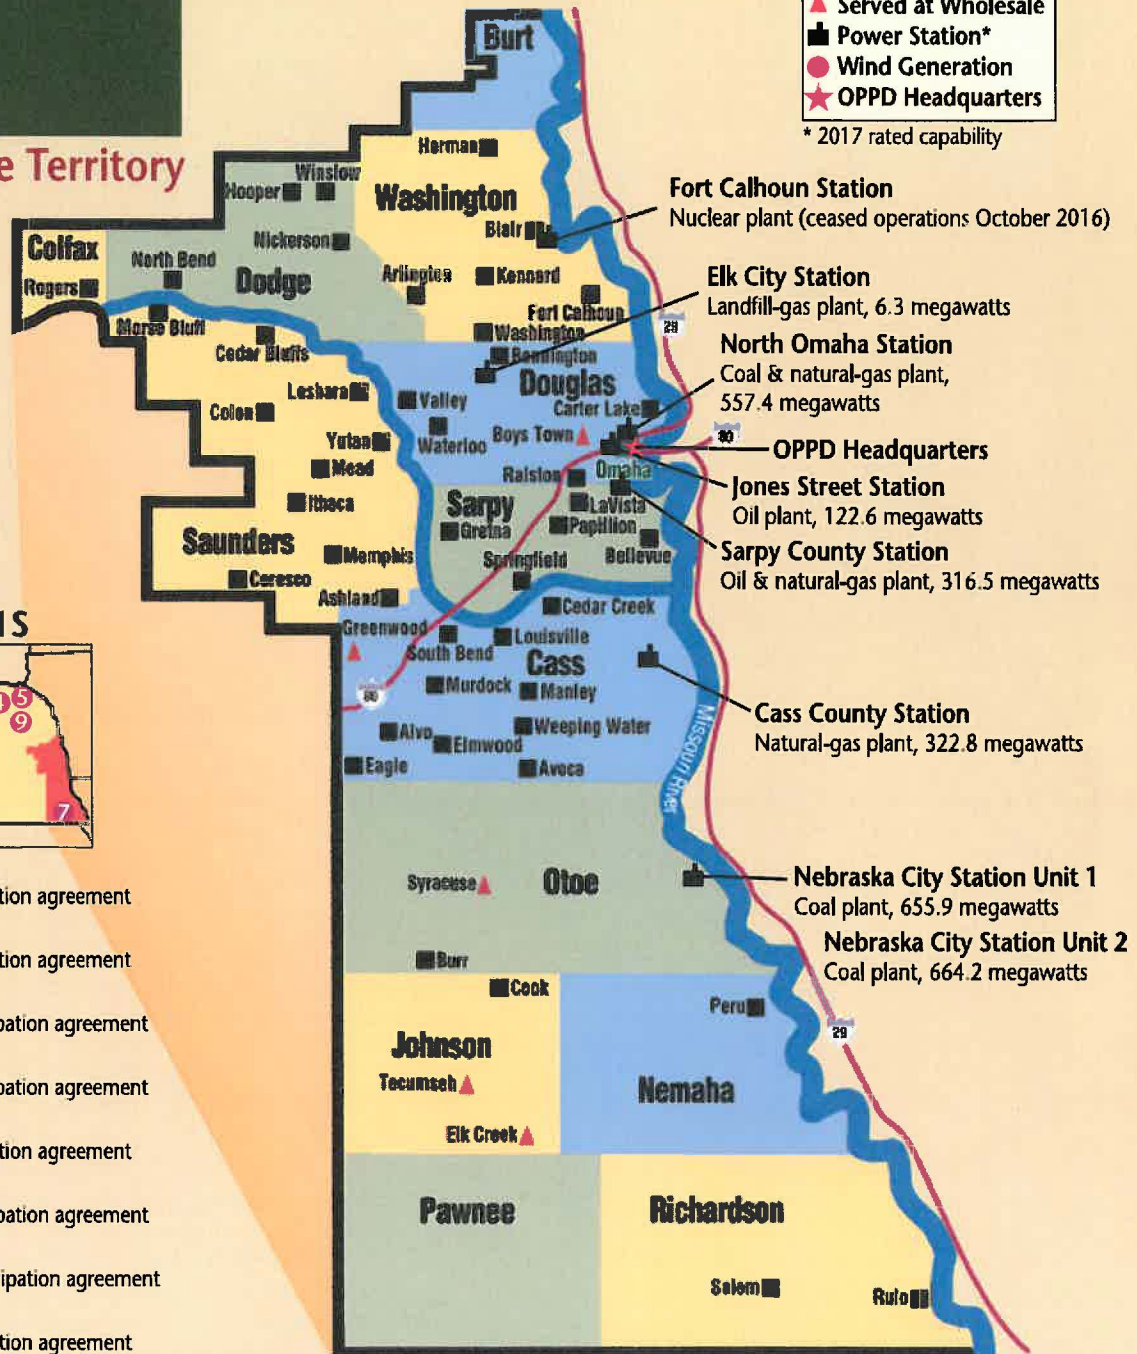 Served at Wholesale
Power Station*
Wind Generation
OPPD Headquarters
* 2017 rated capability
e Territory
Burt
Herman
Winslow
Hooper
Washington
Fort Calhoun Station
Nuclear plant (ceased operations October 2016)
Blair
Nickerson
Colfax
North Bend
Dodge
Arlington
Kennard
Rogers
Fort Calhoun
Elk City Station
Landfill-gas plant, 6.3 megawatts
Morse Bluff
Washington
29
Cedar Bluffs
Bennington
Douglas
North Omaha Station
Coal & natural-gas plant,
557.4 megawatts
Leshara
Valley
Carter Lake
Colon
Yutan
Waterloo
Boys Town
80
OPPD Headquarters
Mead
Ralston
Omaha
Ithaca
Sarpy
LaVista
Jones Street Station
Oil plant, 122.6 megawatts
Gretna
Papillion
Saunders
Memphis
Springfield
Bellevue
Sarpy County Station
Oil & natural-gas plant, 316.5 megawatts
Ceresco
Ashland
Cedar Creek
Greenwood
Louisville
South Bend
Cass
Murdock
Manley
80
Cass County Station
Natural-gas plant, 322.8 megawatts
Alvo
Weeping Water
Elmwood
Eagle
Avoca
Missouri River
5
9
7
Syracuse
Otoe
Nebraska City Station Unit 1
Coal plant, 655.9 megawatts
Nebraska City Station Unit 2
Coal plant, 664.2 megawatts
Burr
Cook
Peru
29
Johnson
Tecumseh
Nemaha
Elk Creek
Pawnee
Richardson
Salem
Rulo
tion agreement
tion agreement
pation agreement
pation agreement
tion agreement
pation agreement
ipation agreement
tion agreement